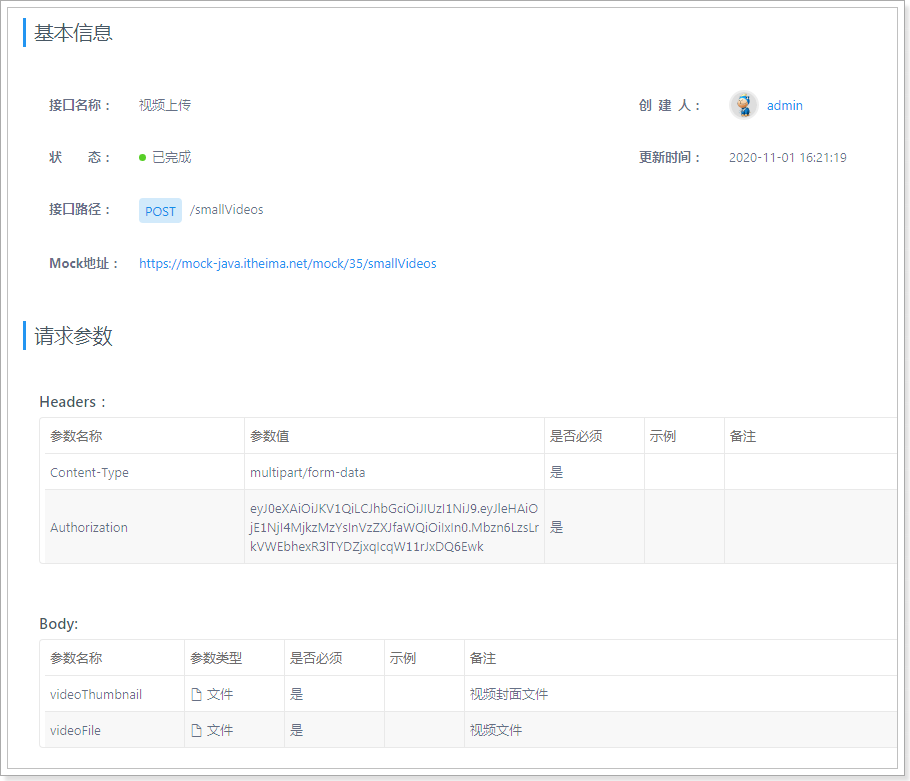 基本信息
接口名称： 视频上传 创 建 人： admin
状　　态： 已完成 更新时间： 2020-11-01 16:21:19
接口路径： POST /smallVideos
Mock地址： https://mock-java.itheima.net/mock/35/smallVideos
请求参数
Headers：
参数名称 参数值 是否必须 示例 备注
Content-Type multipart/form-data 是
eyJ0eXAiOiJKV1QiLCJhbGciOiJIUzI1NiJ9.eyJleHAiO
Authorization jE1NjI4MjkzMzYsInVzZXJfaWQiOiIxIn0.Mbzn6LzsLr 是
kVWEbhexR3lTYDZjxqIcqW11rJxDQ6Ewk
Body:
参数名称 参数类型 是否必须 示例 备注
videoThumbnail 文件 是 视频封面文件
videoFile 文件 是 视频文件